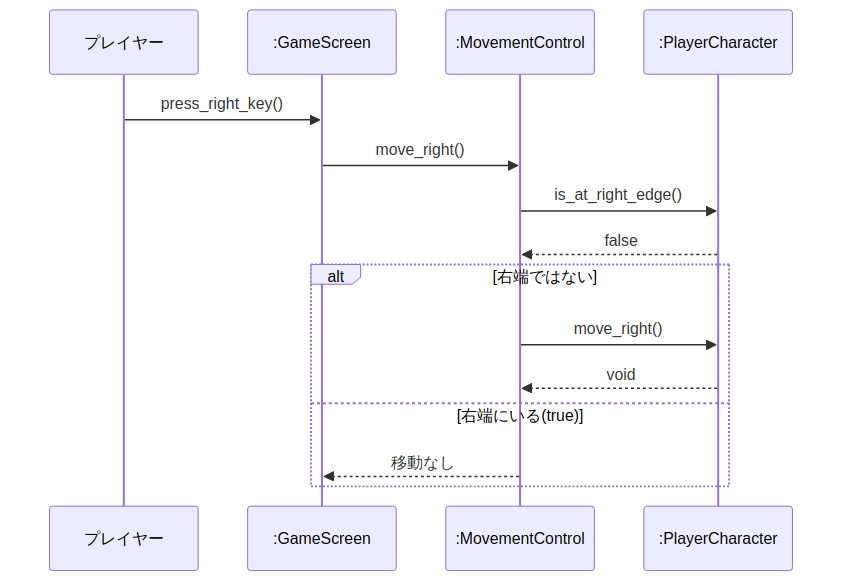 プレイヤー
:GameScreen
:MovementControl
:PlayerCharacter
press_right_key()
move_right()
is_at_right_edge()
false
alt
[右端ではない]
move_right()
void
[右端にいる(true)]
移動なし
プレイヤー
:GameScreen
:MovementControl
:PlayerCharacter